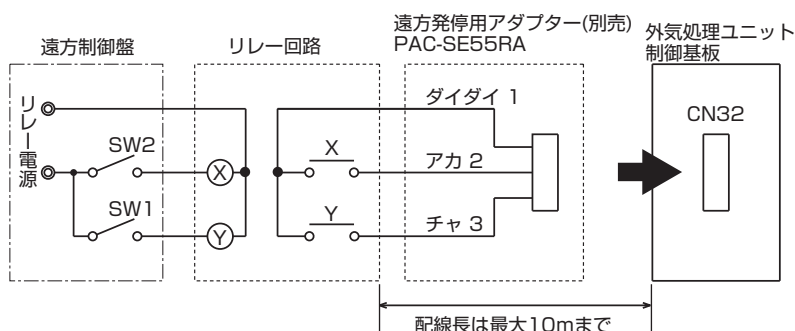 遠方制御盤
リレー回路
遠方発停用アダプター(別売)
PAC-SE55RA
外気処理ユニット
制御基板
リレー電源
SW2
SW1
X
Y
X
Y
ダイダイ 1
アカ 2
チャ 3
CN32
配線長は最大10mまで